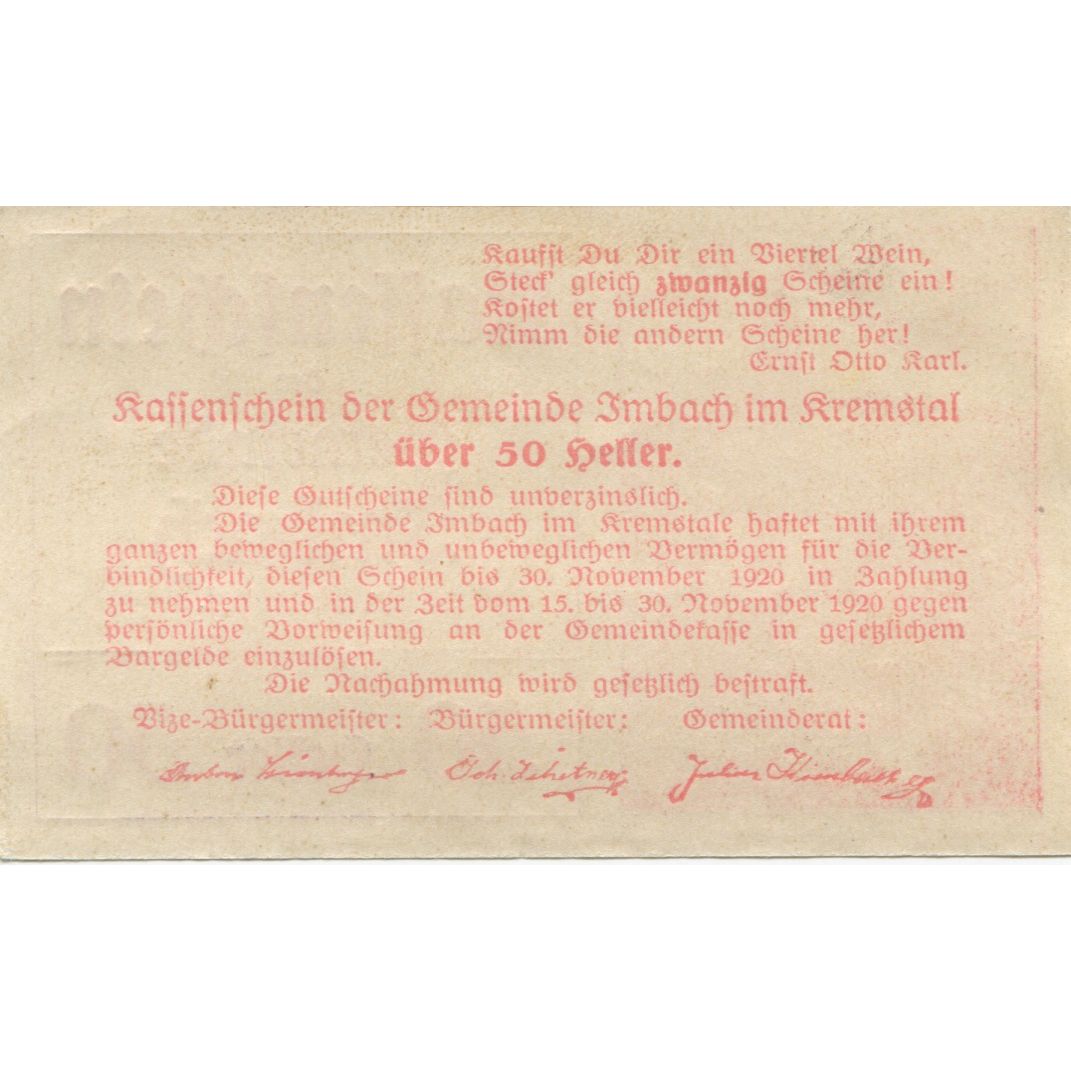 Kaufst Du Dir ein Viertel Wein,
Steck' gleich zwanzig Scheine ein!
Kostet er vielleicht noch mehr,
Nimm die andern Scheine her!
Ernst Otto Karl.
Kassenschein der Gemeinde Imbach im Kremstal
über 50 Heller.
Diese Gutscheine sind unverzinslich.
Die Gemeinde Imbach im Kremstale haftet mit ihrem
ganzen beweglichen und unbeweglichen Vermögen für die Ver-
bindlichkeit, diesen Schein bis 30. November 1920 in Zahlung
zu nehmen und in der Zeit vom 15. bis 30. November 1920 gegen
persönliche Vorweisung an der Gemeindekasse in gesetzlichem
Bargelde einzulösen.
Die Nachahmung wird gesetzlich bestraft.
Vize-Bürgermeister: Bürgermeister: Gemeinderat: